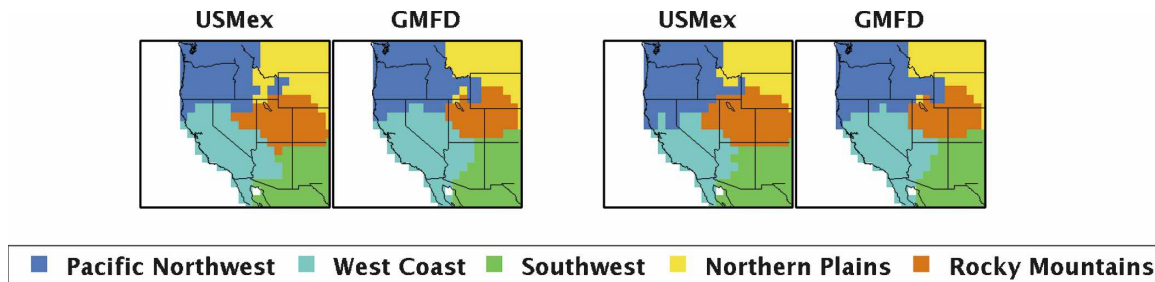 USMex GMFD USMex GMFD
Pacific Northwest West Coast Southwest Northern Plains Rocky Mountains